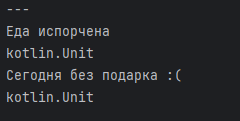 ---
Еда испорчена
kotlin.Unit
Сегодня без подарка :(
kotlin.Unit